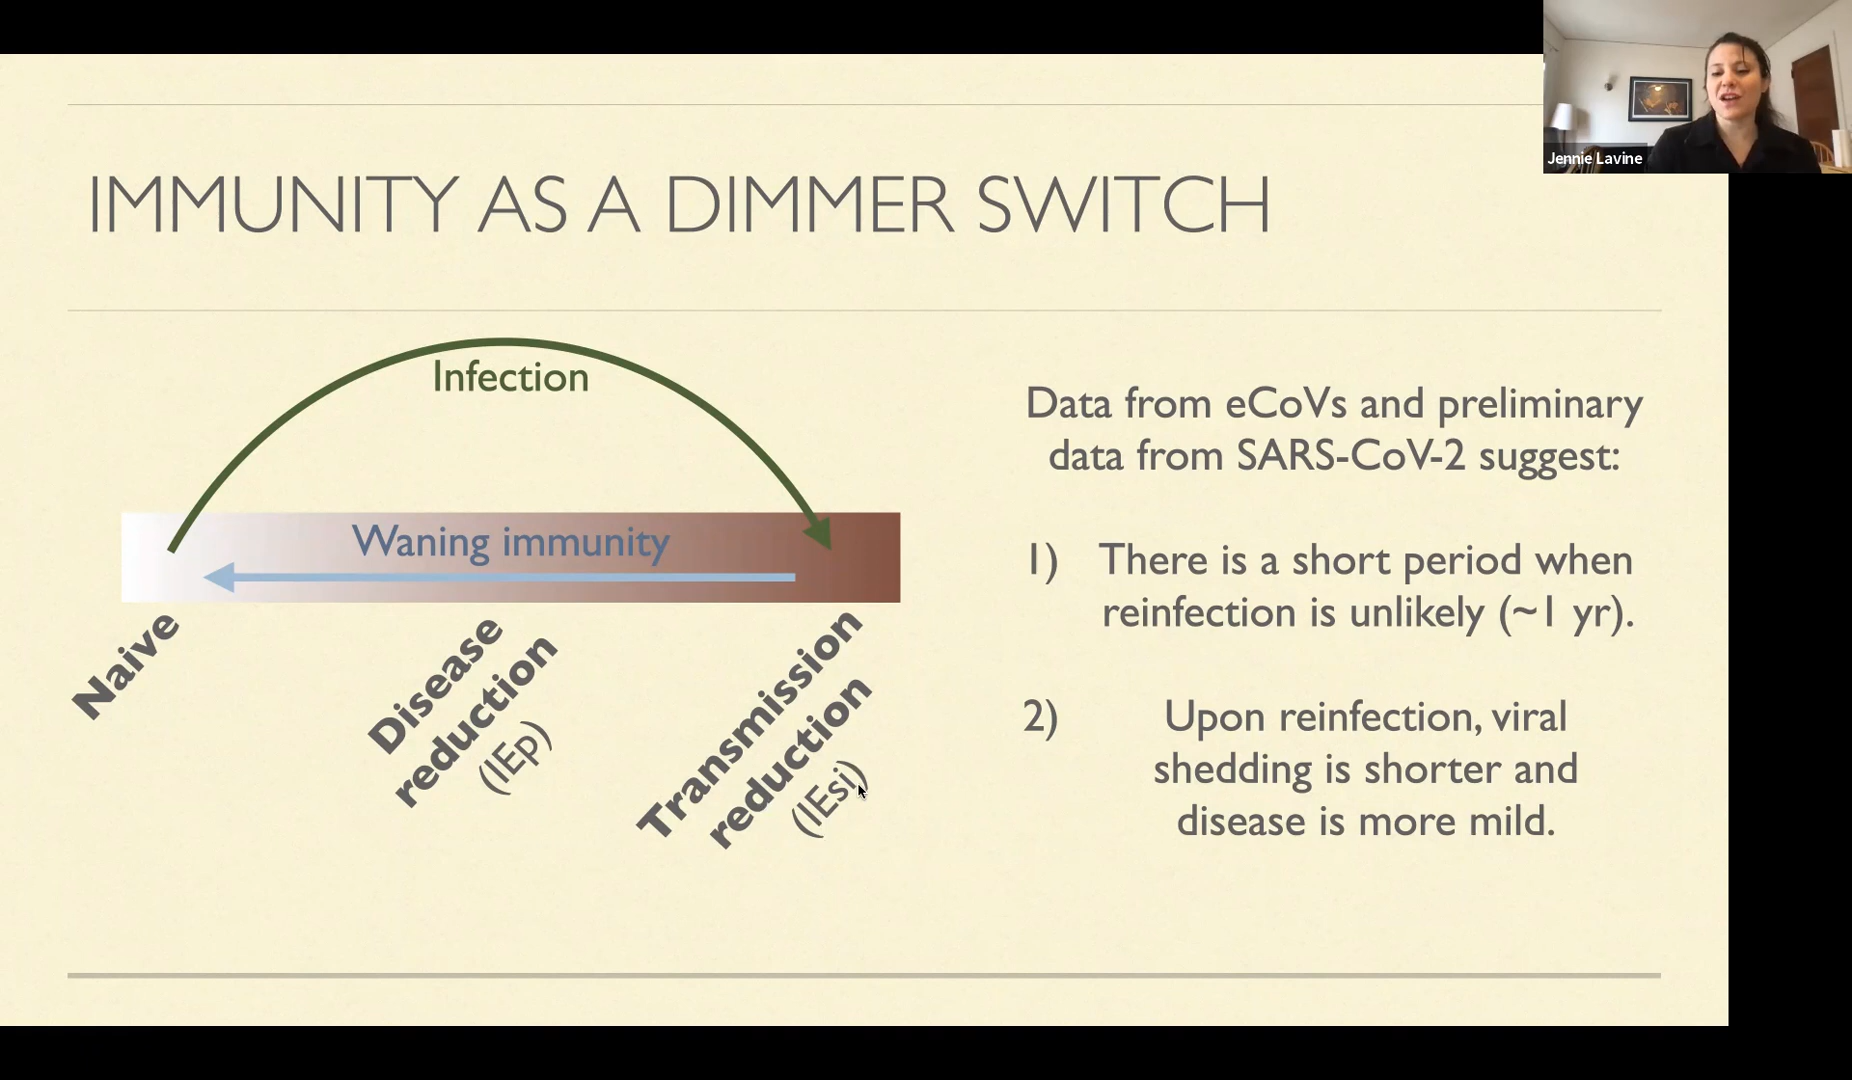 Jennie Lavine
IMMUNITY AS A DIMMER SWITCH
Infection
Waning immunity
Naive
Disease
reduction
(IEp)
Transmission
reduction
(IEsi)
Data from eCoVs and preliminary
data from SARS-CoV-2 suggest:
1) There is a short period when
reinfection is unlikely (~1 yr).
2) Upon reinfection, viral
shedding is shorter and
disease is more mild.